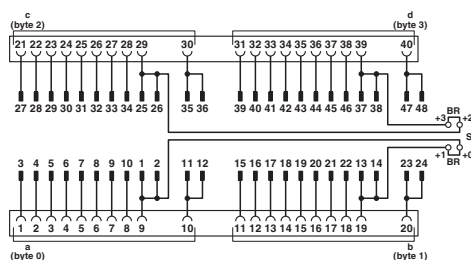 c d
(byte 2) (byte 3)
21 22 23 24 25 26 27 28 29 30 31 32 33 34 35 36 37 38 39 40
27 28 29 30 31 32 33 34 25 26 35 36 39 40 41 42 43 44 45 46 37 38 47 48
+3 BR +2
S
+1 BR +0
3 4 5 6 7 8 9 10 1 2 11 12 15 16 17 18 19 20 21 22 13 14 23 24
1 2 3 4 5 6 7 8 9 10 11 12 13 14 15 16 17 18 19 20
a b
(byte 0) (byte 1)